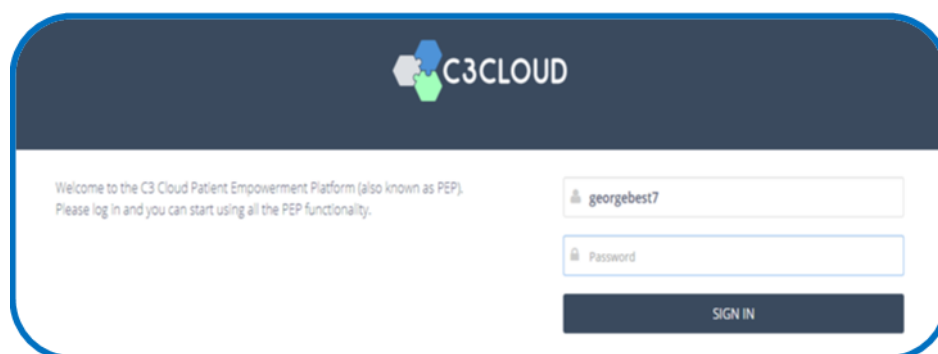 C3CLOUD
Welcome to the C3 Cloud Patient Empowerment Platform (also known as PEP).
Please log in and you can start using all the PEP functionality.
georgebest7
Password
SIGN IN